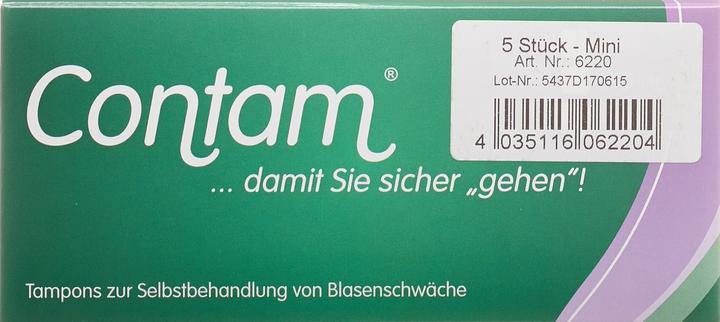 5 Stück - Mini
Art. Nr.: 6220
Lot-Nr.: 5437D170615
4 035116 062204
Contam®
... damit Sie sicher „gehen“!
Tampons zur Selbstbehandlung von Blasenschwäche